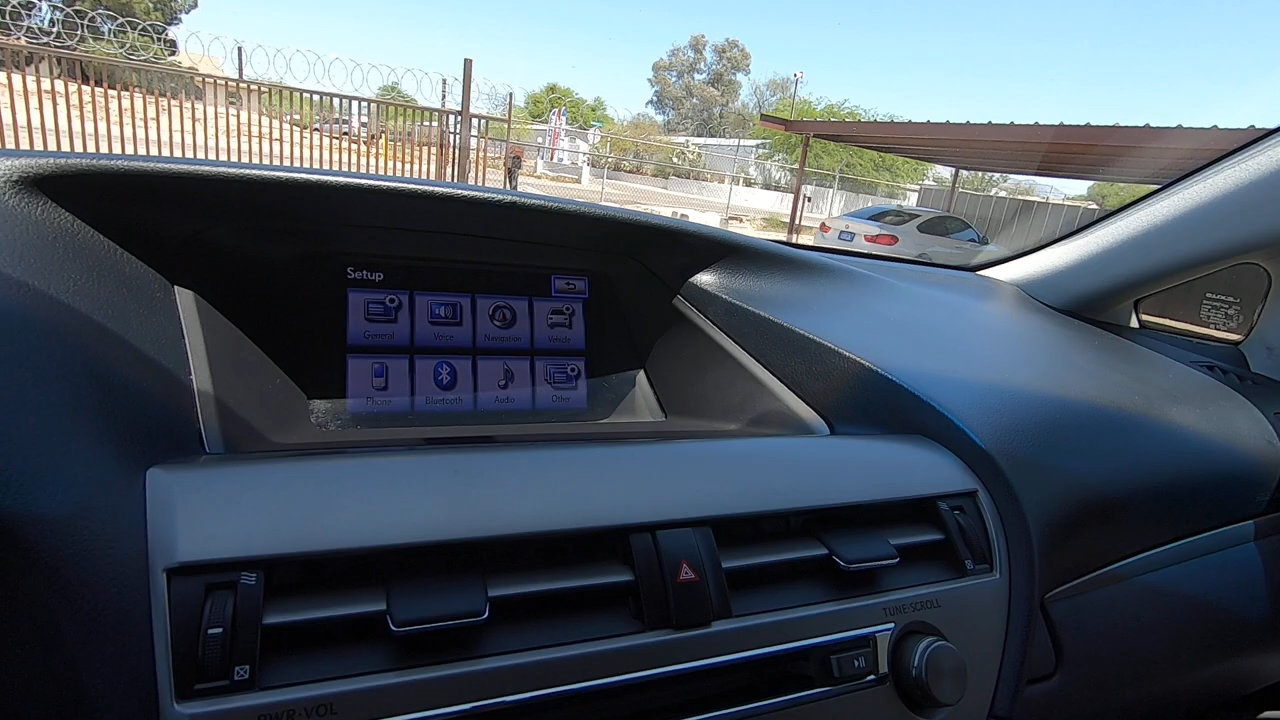 Setup
General
Voice
Navigation
Vehicle
Phone
Bluetooth
Audio
Other
TUNE·SCROLL
PWR·VOL